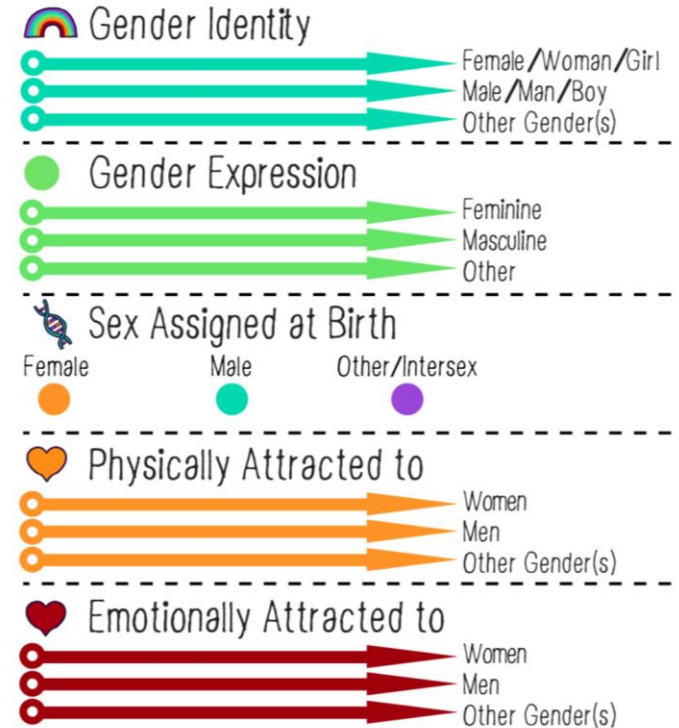 Gender Identity
Female/Woman/Girl
Male/Man/Boy
Other Gender(s)
Gender Expression
Feminine
Masculine
Other
Sex Assigned at Birth
Female Male Other/Intersex
Physically Attracted to
Women
Men
Other Gender(s)
Emotionally Attracted to
Women
Men
Other Gender(s)